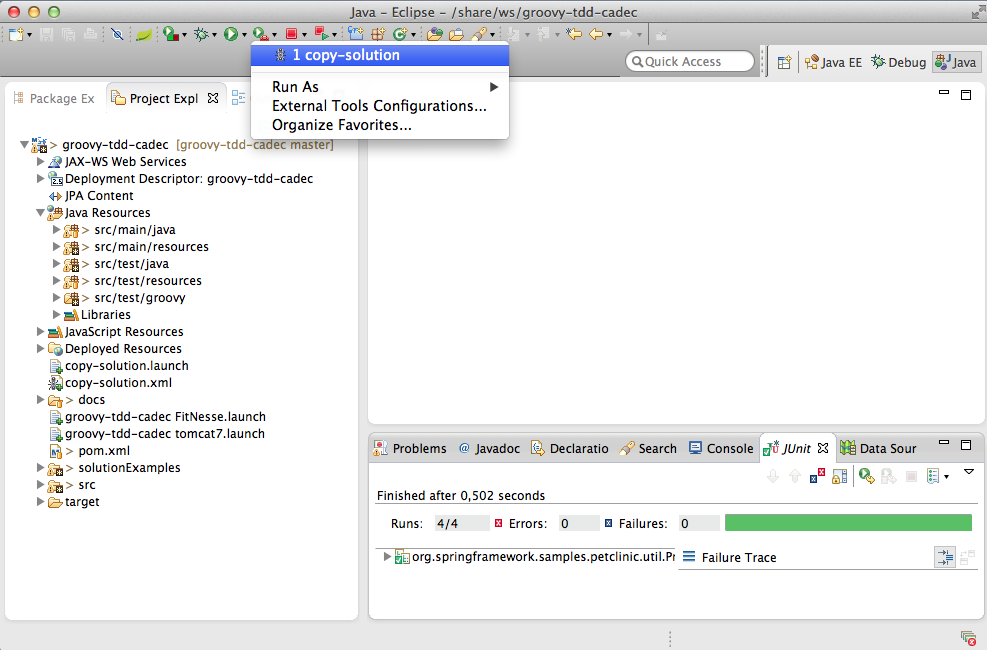 Java - Eclipse - /share/ws/groovy-tdd-cadec
1 copy-solution
Run As
External Tools Configurations...
Organize Favorites...
Quick Access
Java EE
Debug
Java
Package Ex
Project Expl
> groovy-tdd-cadec [groovy-tdd-cadec master]
JAX-WS Web Services
Deployment Descriptor: groovy-tdd-cadec
JPA Content
Java Resources
> src/main/java
> src/main/resources
> src/test/java
> src/test/resources
> src/test/groovy
Libraries
JavaScript Resources
Deployed Resources
copy-solution.launch
copy-solution.xml
> docs
groovy-tdd-cadec FitNesse.launch
groovy-tdd-cadec tomcat7.launch
> pom.xml
> solutionExamples
> src
target
Problems
@ Javadoc
Declaratio
Search
Console
JUnit
Data Sour
Finished after 0,502 seconds
Runs: 4/4
Errors: 0
Failures: 0
org.springframework.samples.petclinic.util.Pr
Failure Trace